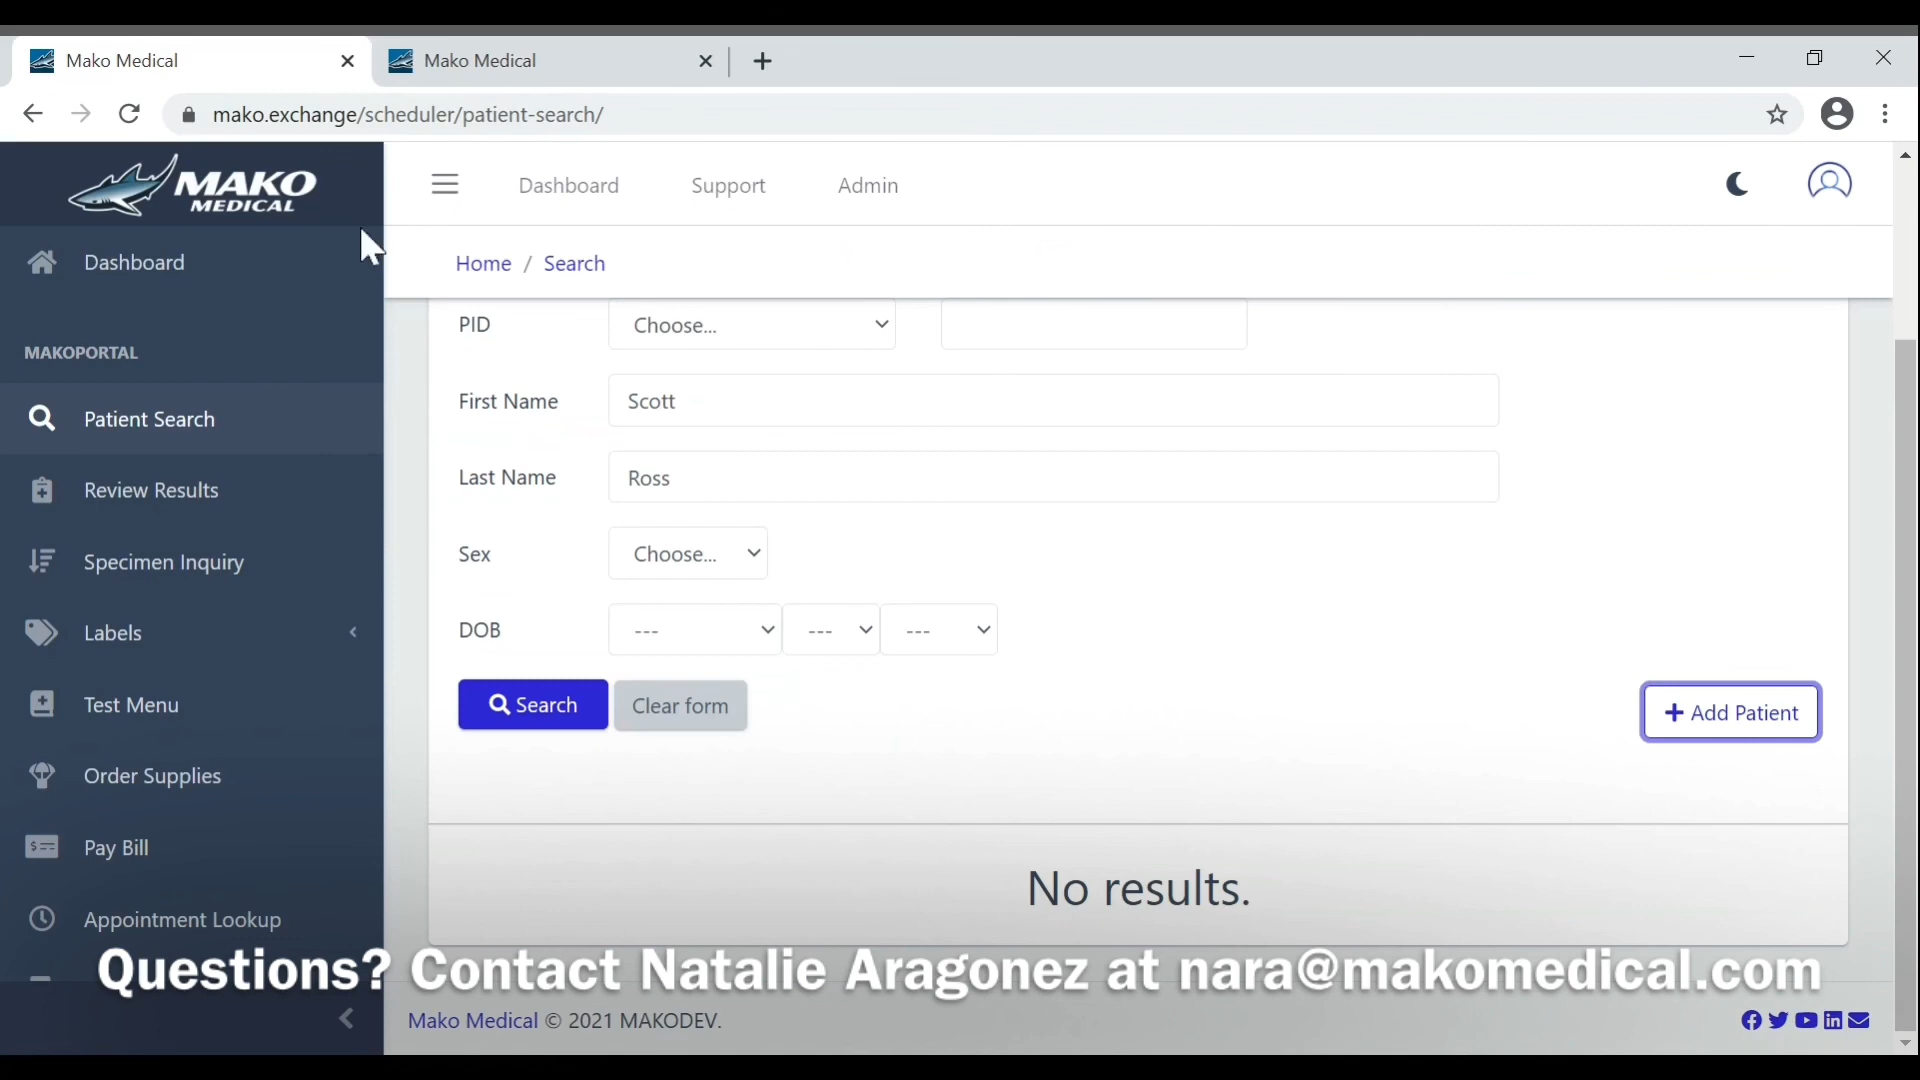 Mako Medical
Mako Medical
mako.exchange/scheduler/patient-search/
MAKO
MEDICAL
Dashboard
Support
Admin
Dashboard
Home / Search
MAKOPORTAL
Patient Search
Review Results
Specimen Inquiry
Labels
Test Menu
Order Supplies
Pay Bill
Appointment Lookup
PID
Choose...
First Name
Scott
Last Name
Ross
Sex
Choose...
DOB
---
---
---
Search
Clear form
+ Add Patient
No results.
Questions? Contact Natalie Aragonez at nara@makomedical.com
Mako Medical © 2021 MAKODEV.